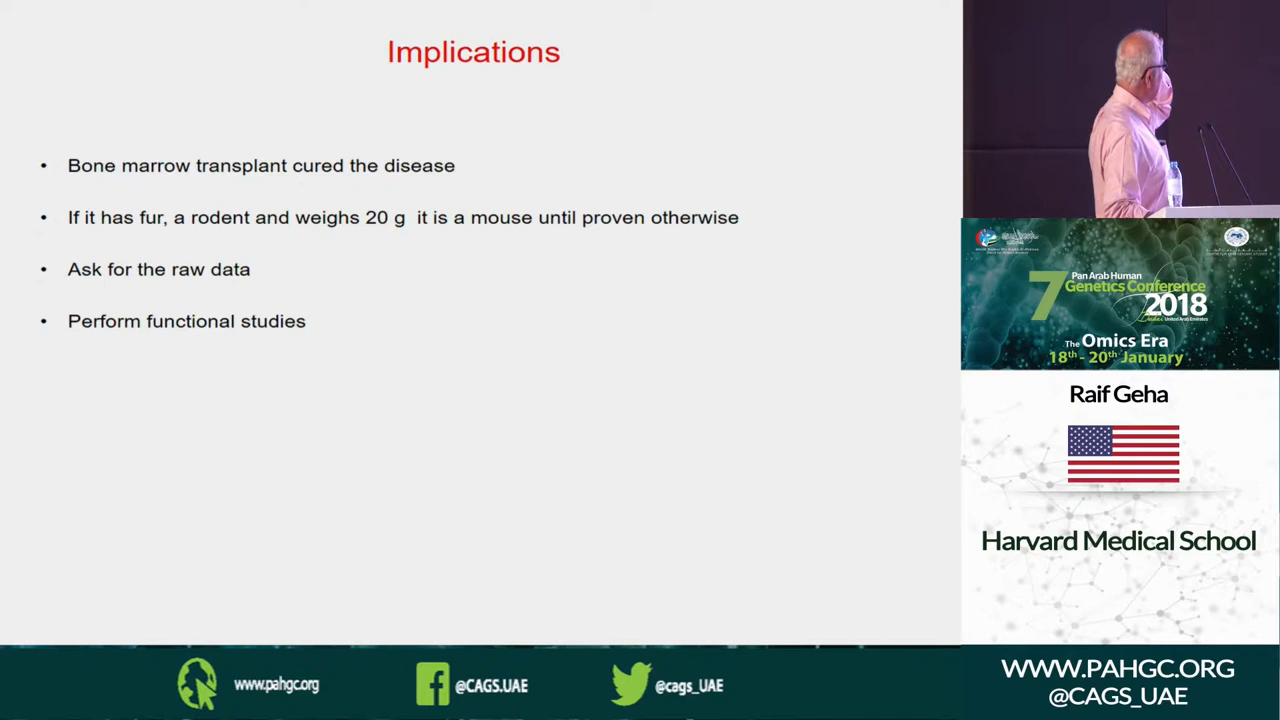 Implications
• Bone marrow transplant cured the disease
• If it has fur, a rodent and weighs 20 g it is a mouse until proven otherwise
• Ask for the raw data
• Perform functional studies
7
Pan Arab Human
Genetics Conference
2018
Dubai United Arab Emirates
The Omics Era
18th - 20th January
Raif Geha
Harvard Medical School
WWW.PAHGC.ORG
@CAGS_UAE
www.pahgc.org
@CAGS.UAE
@cags_UAE